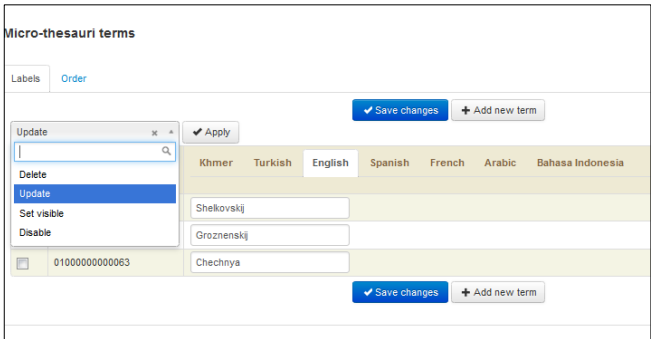 Micro-thesauri terms
Labels Order
Save changes Add new term
Update Apply
Khmer Turkish English Spanish French Arabic Bahasa Indonesia
Delete
Update
Set visible
Shelkovskij
Disable
Groznenskij
01000000000063 Chechnya
Save changes Add new term